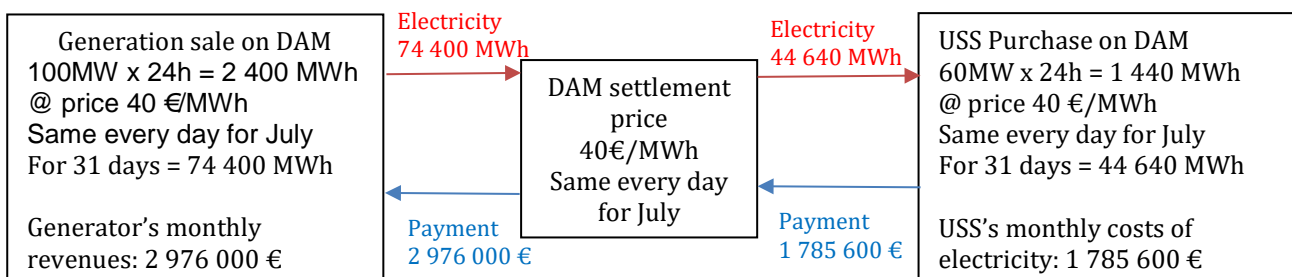 Generation sale on DAM
100MW x 24h = 2 400 MWh
@ price 40 €/MWh
Same every day for July
For 31 days = 74 400 MWh
Generator's monthly
revenues: 2 976 000 €
Electricity
74 400 MWh
Payment
2 976 000 €
DAM settlement
price
40€/MWh
Same every day
for July
Electricity
44 640 MWh
Payment
1 785 600 €
USS Purchase on DAM
60MW x 24h = 1 440 MWh
@ price 40 €/MWh
Same every day for July
For 31 days = 44 640 MWh
USS's monthly costs of
electricity: 1 785 600 €